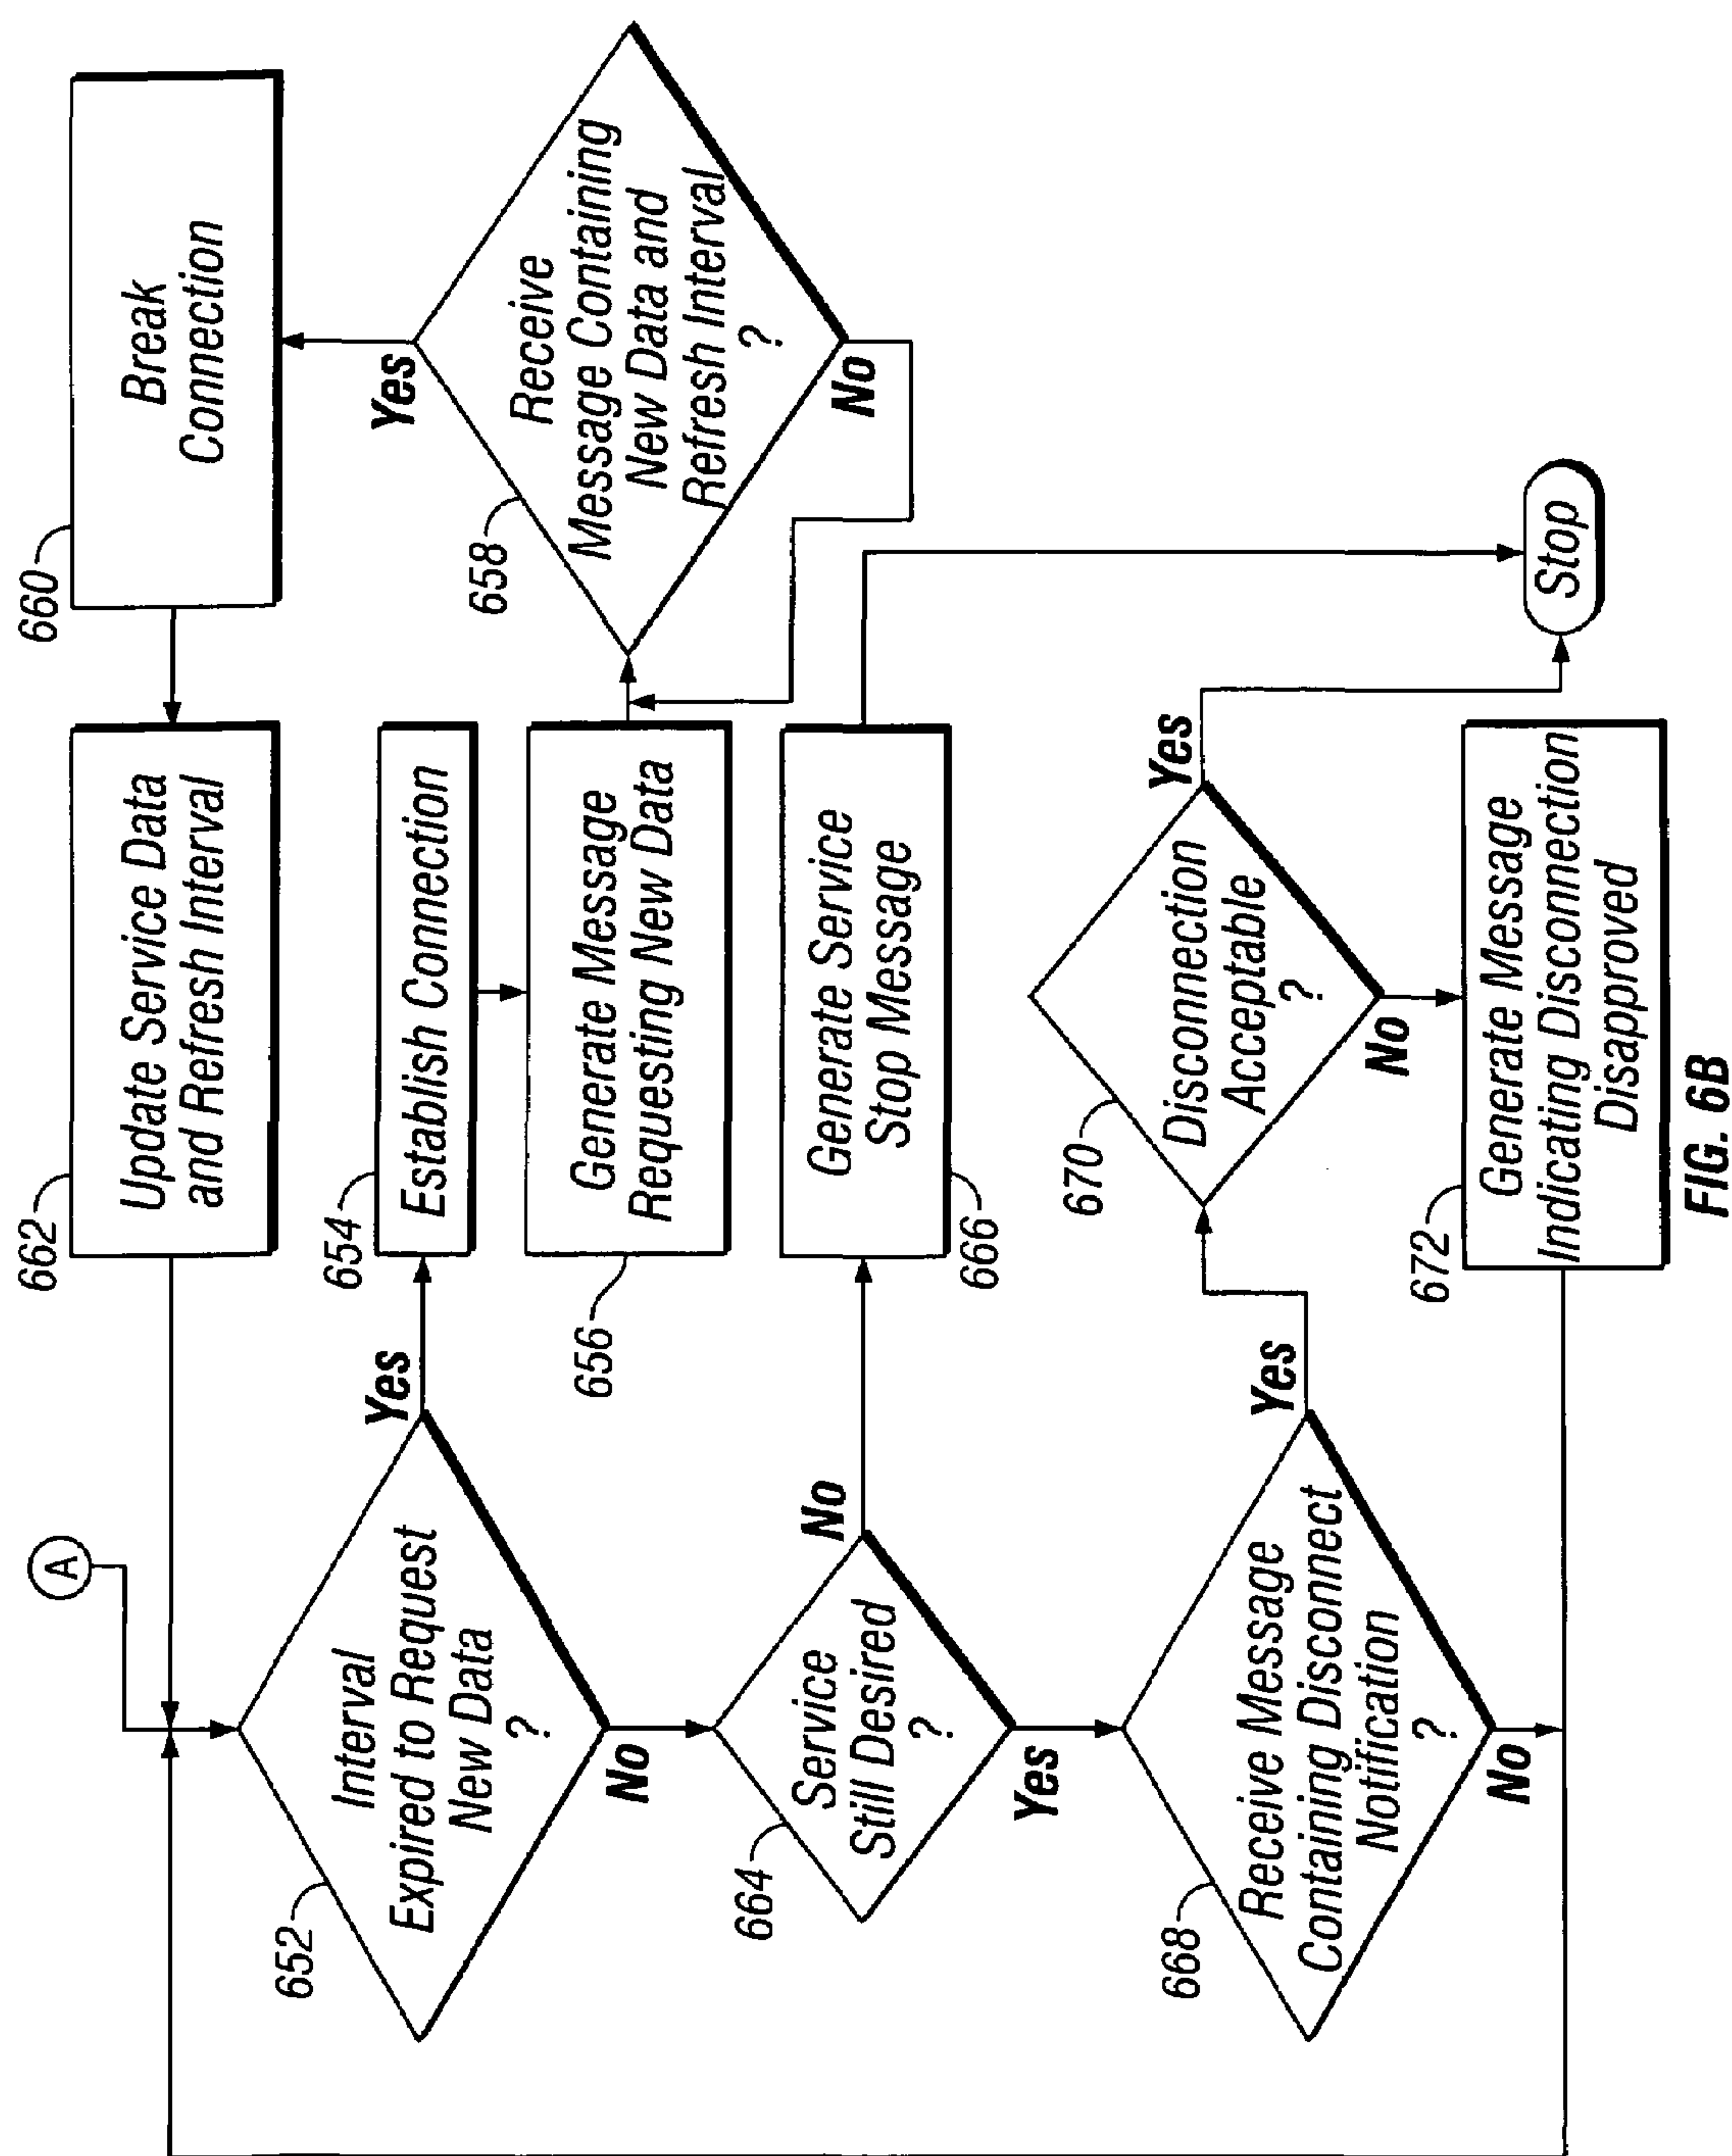 A
662
Update Service Data
and Refresh Interval
660
Break
Connection
652
Interval
Expired to Request
New Data
?
Yes
No
654
Establish Connection
656
Generate Message
Requesting New Data
658
Receive
Message Containing
New Data and
Refresh Interval
?
Yes
No
664
Service
Still Desired
?
No
Yes
666
Generate Service
Stop Message
668
Receive Message
Containing Disconnect
Notification
?
Yes
No
670
Disconnection
Acceptable
?
Yes
No
Stop
672
Generate Message
Indicating Disconnection
Disapproved
FIG. 6B